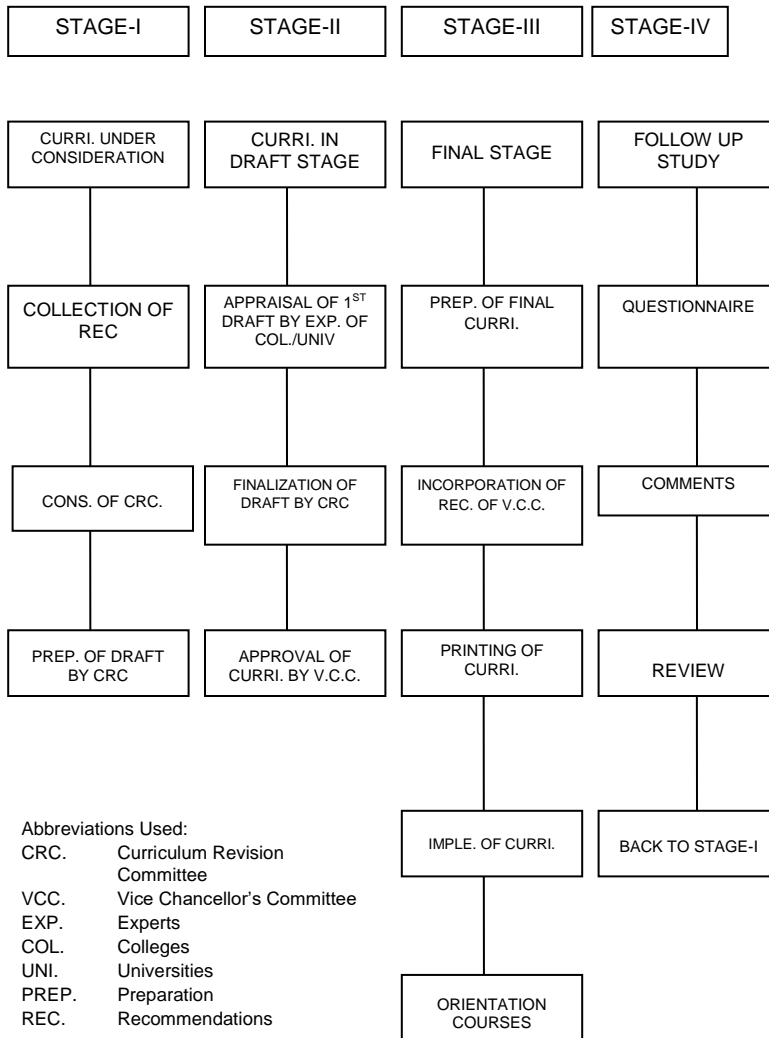 STAGE-I
STAGE-II
STAGE-III
STAGE-IV
CURRI. UNDER
CONSIDERATION
COLLECTION OF
REC
CONS. OF CRC.
PREP. OF DRAFT
BY CRC
CURRI. IN
DRAFT STAGE
APPRAISAL OF 1ST
DRAFT BY EXP. OF
COL./UNIV
FINALIZATION OF
DRAFT BY CRC
APPROVAL OF
CURRI. BY V.C.C.
FINAL STAGE
PREP. OF FINAL
CURRI.
INCORPORATION OF
REC. OF V.C.C.
PRINTING OF
CURRI.
IMPLE. OF CURRI.
ORIENTATION
COURSES
FOLLOW UP
STUDY
QUESTIONNAIRE
COMMENTS
REVIEW
BACK TO STAGE-I
Abbreviations Used:
CRC. Curriculum Revision
Committee
VCC. Vice Chancellor’s Committee
EXP. Experts
COL. Colleges
UNI. Universities
PREP. Preparation
REC. Recommendations